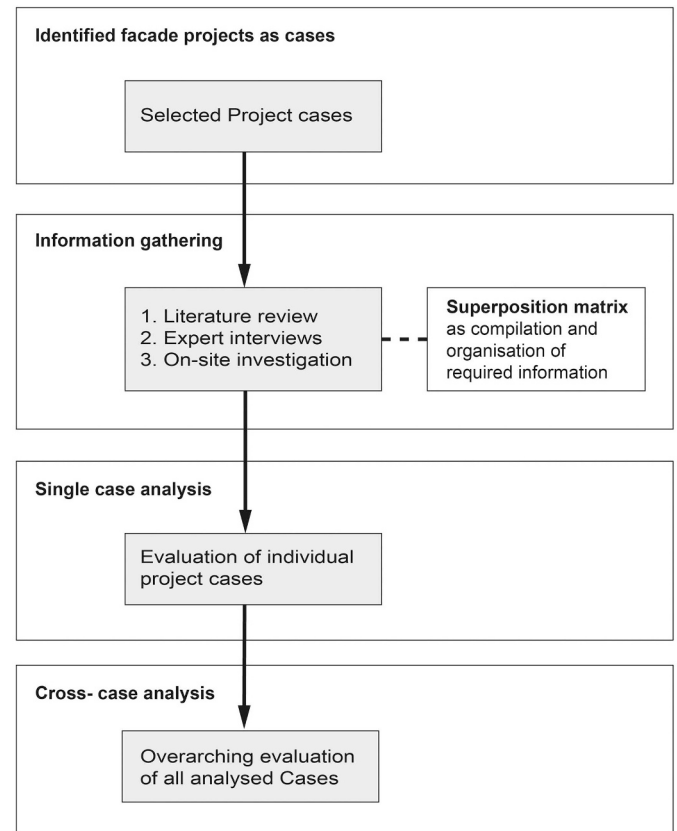 Identified facade projects as cases
Selected Project cases
Information gathering
1. Literature review
2. Expert interviews
3. On-site investigation
Superposition matrix
as compilation and
organisation of
required information
Single case analysis
Evaluation of individual
project cases
Cross- case analysis
Overarching evaluation
of all analysed Cases